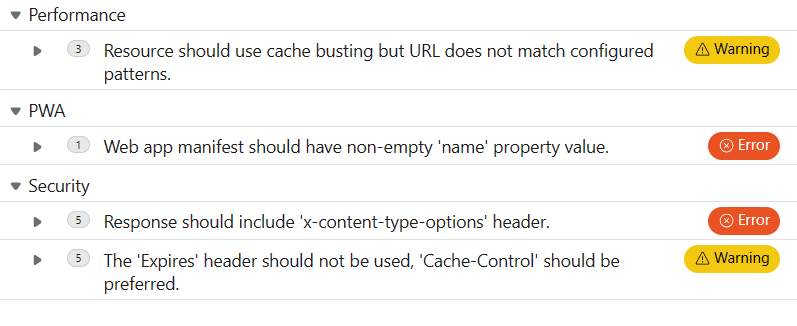 Performance
3 Resource should use cache busting but URL does not match configured Warning
patterns.
PWA
1 Web app manifest should have non-empty 'name' property value. Error
Security
5 Response should include 'x-content-type-options' header. Error
5 The 'Expires' header should not be used, 'Cache-Control' should be Warning
preferred.